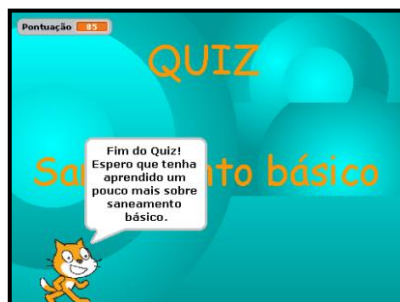 Pontuação 85
QUIZ
Fim do Quiz!
Espero que tenha
aprendido um
pouco mais sobre
saneamento
básico.
Sa nto básico